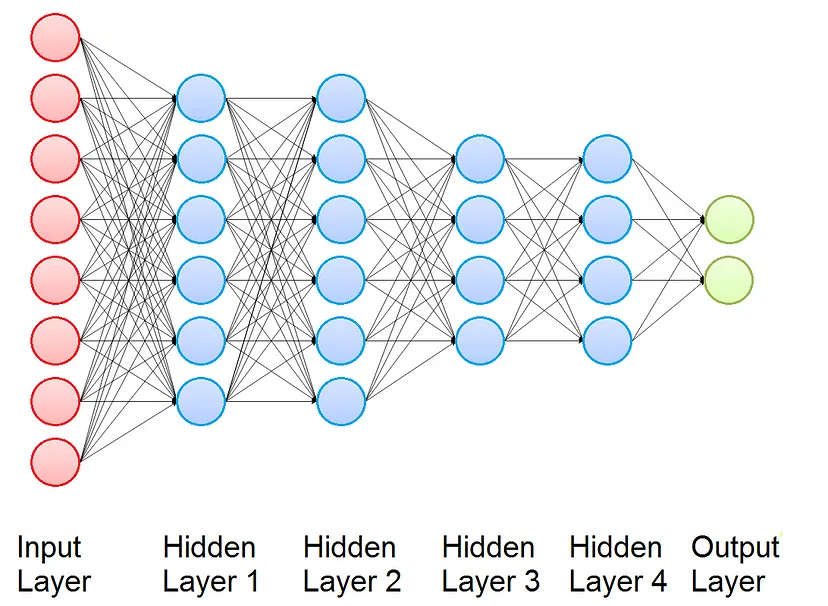 Input
Layer
Hidden
Layer 1
Hidden
Layer 2
Hidden
Layer 3
Hidden
Layer 4
Output
Layer